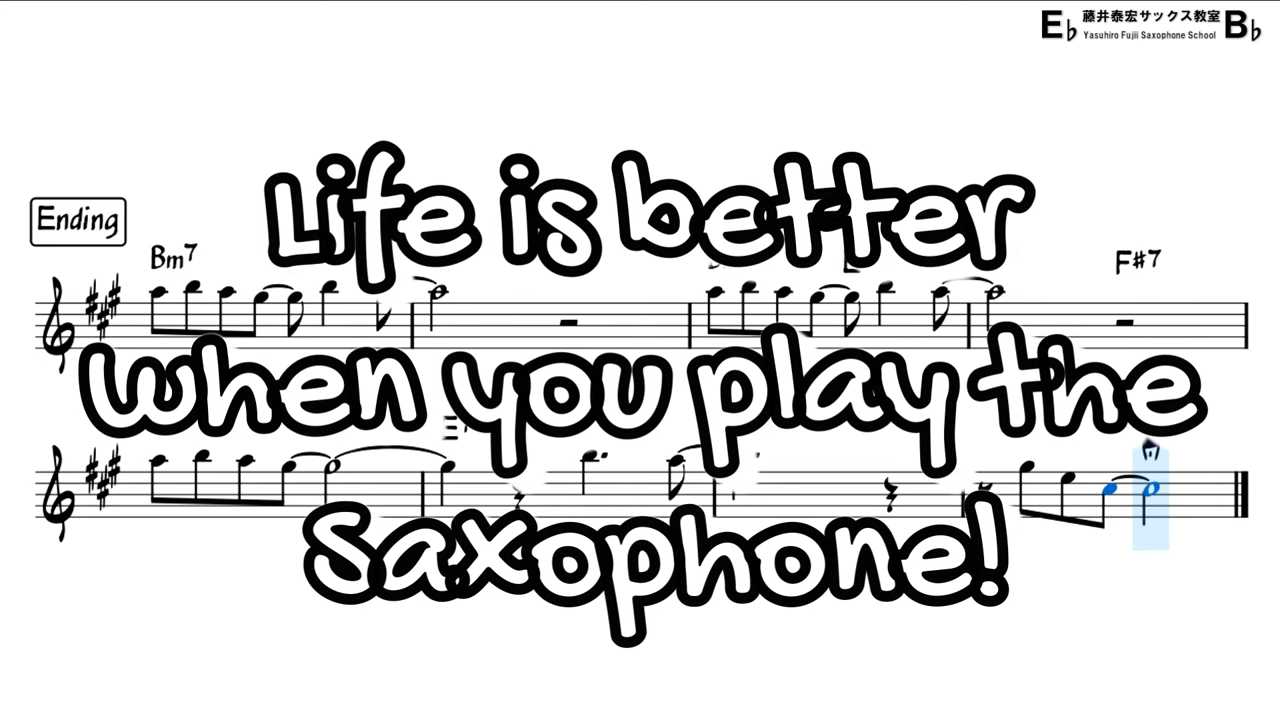 E♭ 藤井泰宏サックス教室 B♭
Yasuhiro Fujii Saxophone School
Life is better
Ending
Bm7
F#7
when you play the
Saxophone!